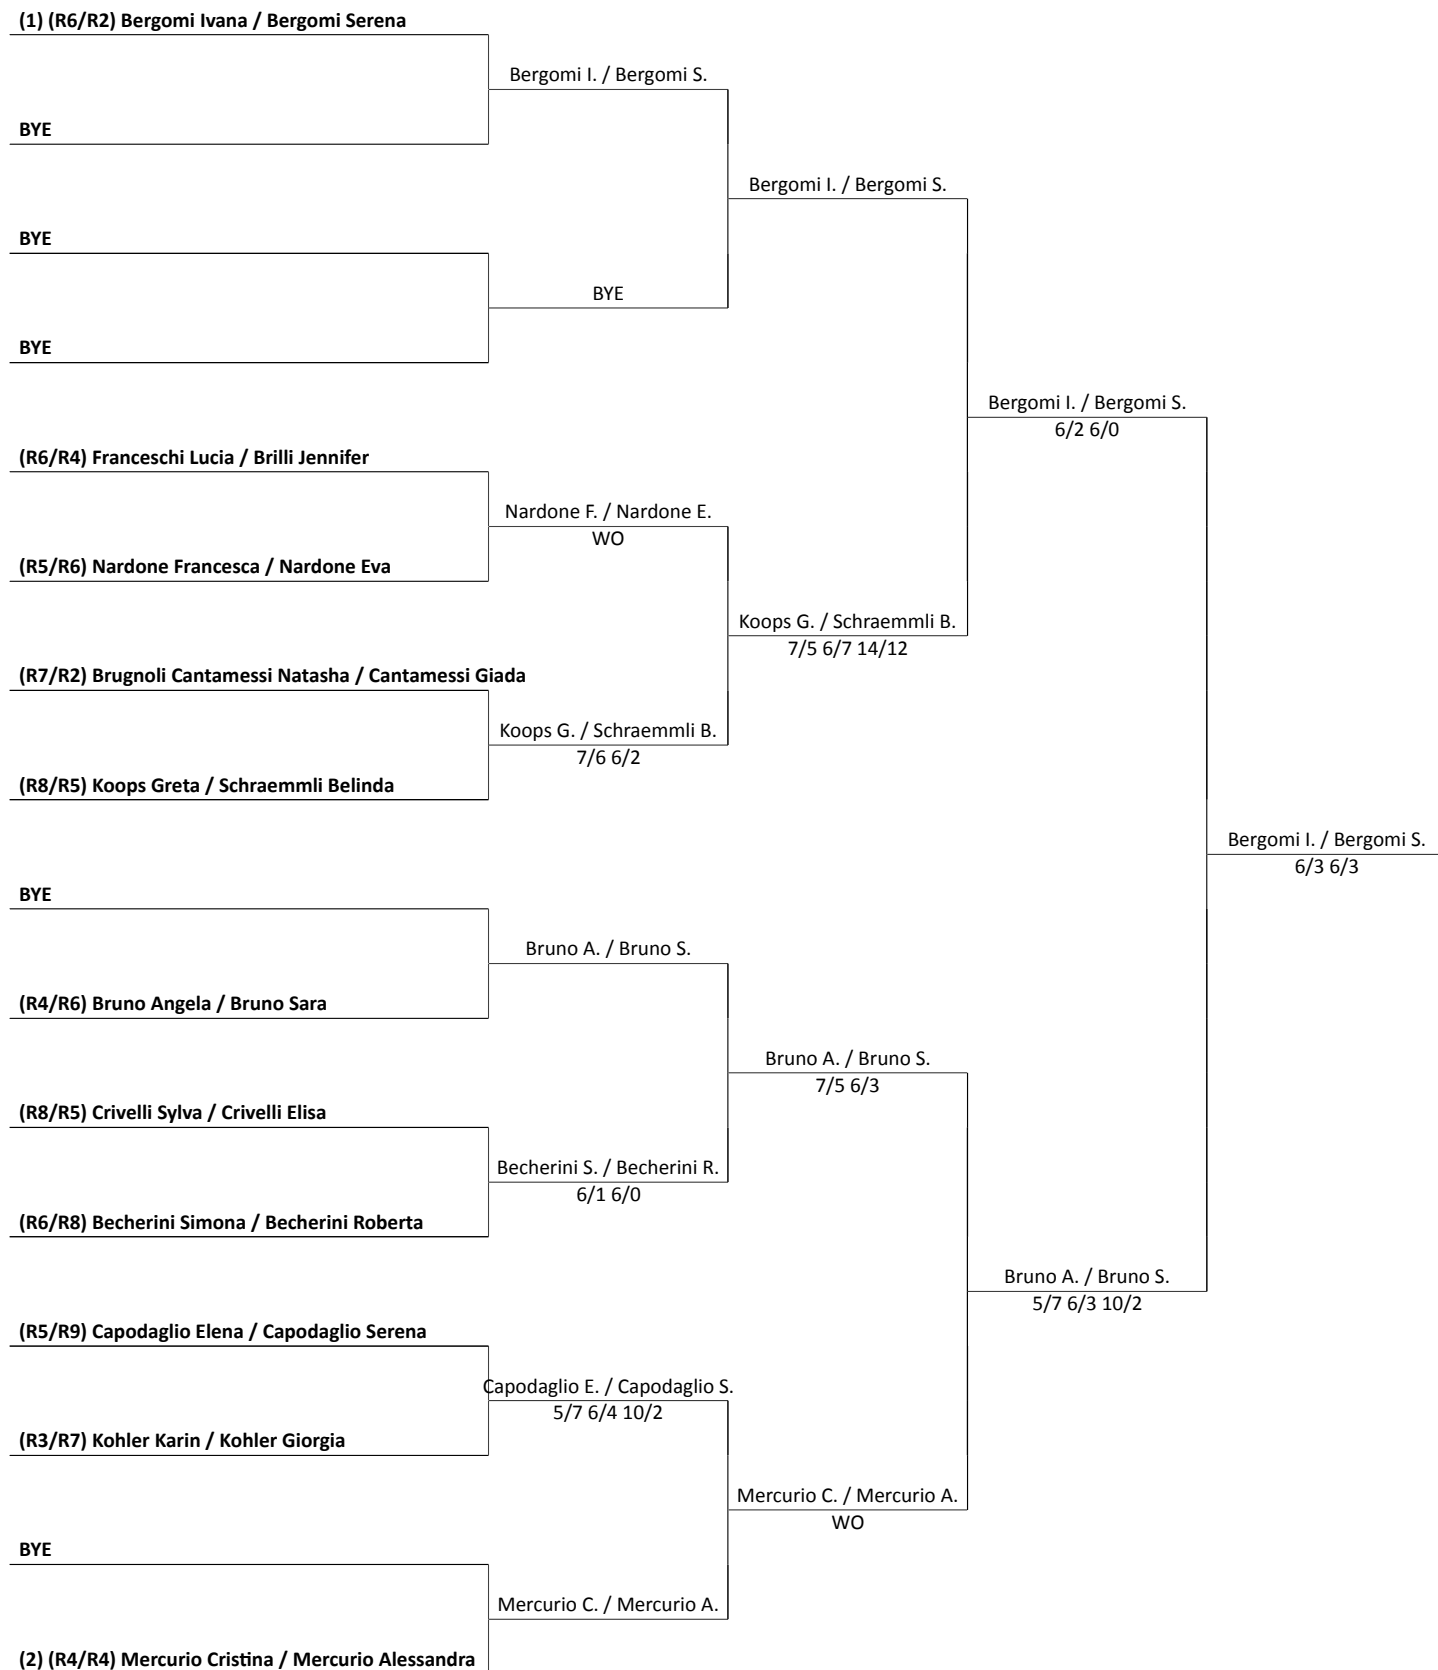 (1) (R6/R2) Bergomi Ivana / Bergomi Serena
Bergomi I. / Bergomi S.
BYE
Bergomi I. / Bergomi S.
BYE
BYE
BYE
Bergomi I. / Bergomi S.
6/2 6/0
(R6/R4) Franceschi Lucia / Brilli Jennifer
Nardone F. / Nardone E.
WO
(R5/R6) Nardone Francesca / Nardone Eva
Koops G. / Schraemmli B.
7/5 6/7 14/12
(R7/R2) Brugnoli Cantamessi Natasha / Cantamessi Giada
Koops G. / Schraemmli B.
7/6 6/2
(R8/R5) Koops Greta / Schraemmli Belinda
Bergomi I. / Bergomi S.
6/3 6/3
BYE
Bruno A. / Bruno S.
(R4/R6) Bruno Angela / Bruno Sara
Bruno A. / Bruno S.
7/5 6/3
(R8/R5) Crivelli Sylva / Crivelli Elisa
Becherini S. / Becherini R.
6/1 6/0
(R6/R8) Becherini Simona / Becherini Roberta
Bruno A. / Bruno S.
5/7 6/3 10/2
(R5/R9) Capodaglio Elena / Capodaglio Serena
Capodaglio E. / Capodaglio S.
5/7 6/4 10/2
(R3/R7) Kohler Karin / Kohler Giorgia
Mercurio C. / Mercurio A.
WO
BYE
Mercurio C. / Mercurio A.
(2) (R4/R4) Mercurio Cristina / Mercurio Alessandra